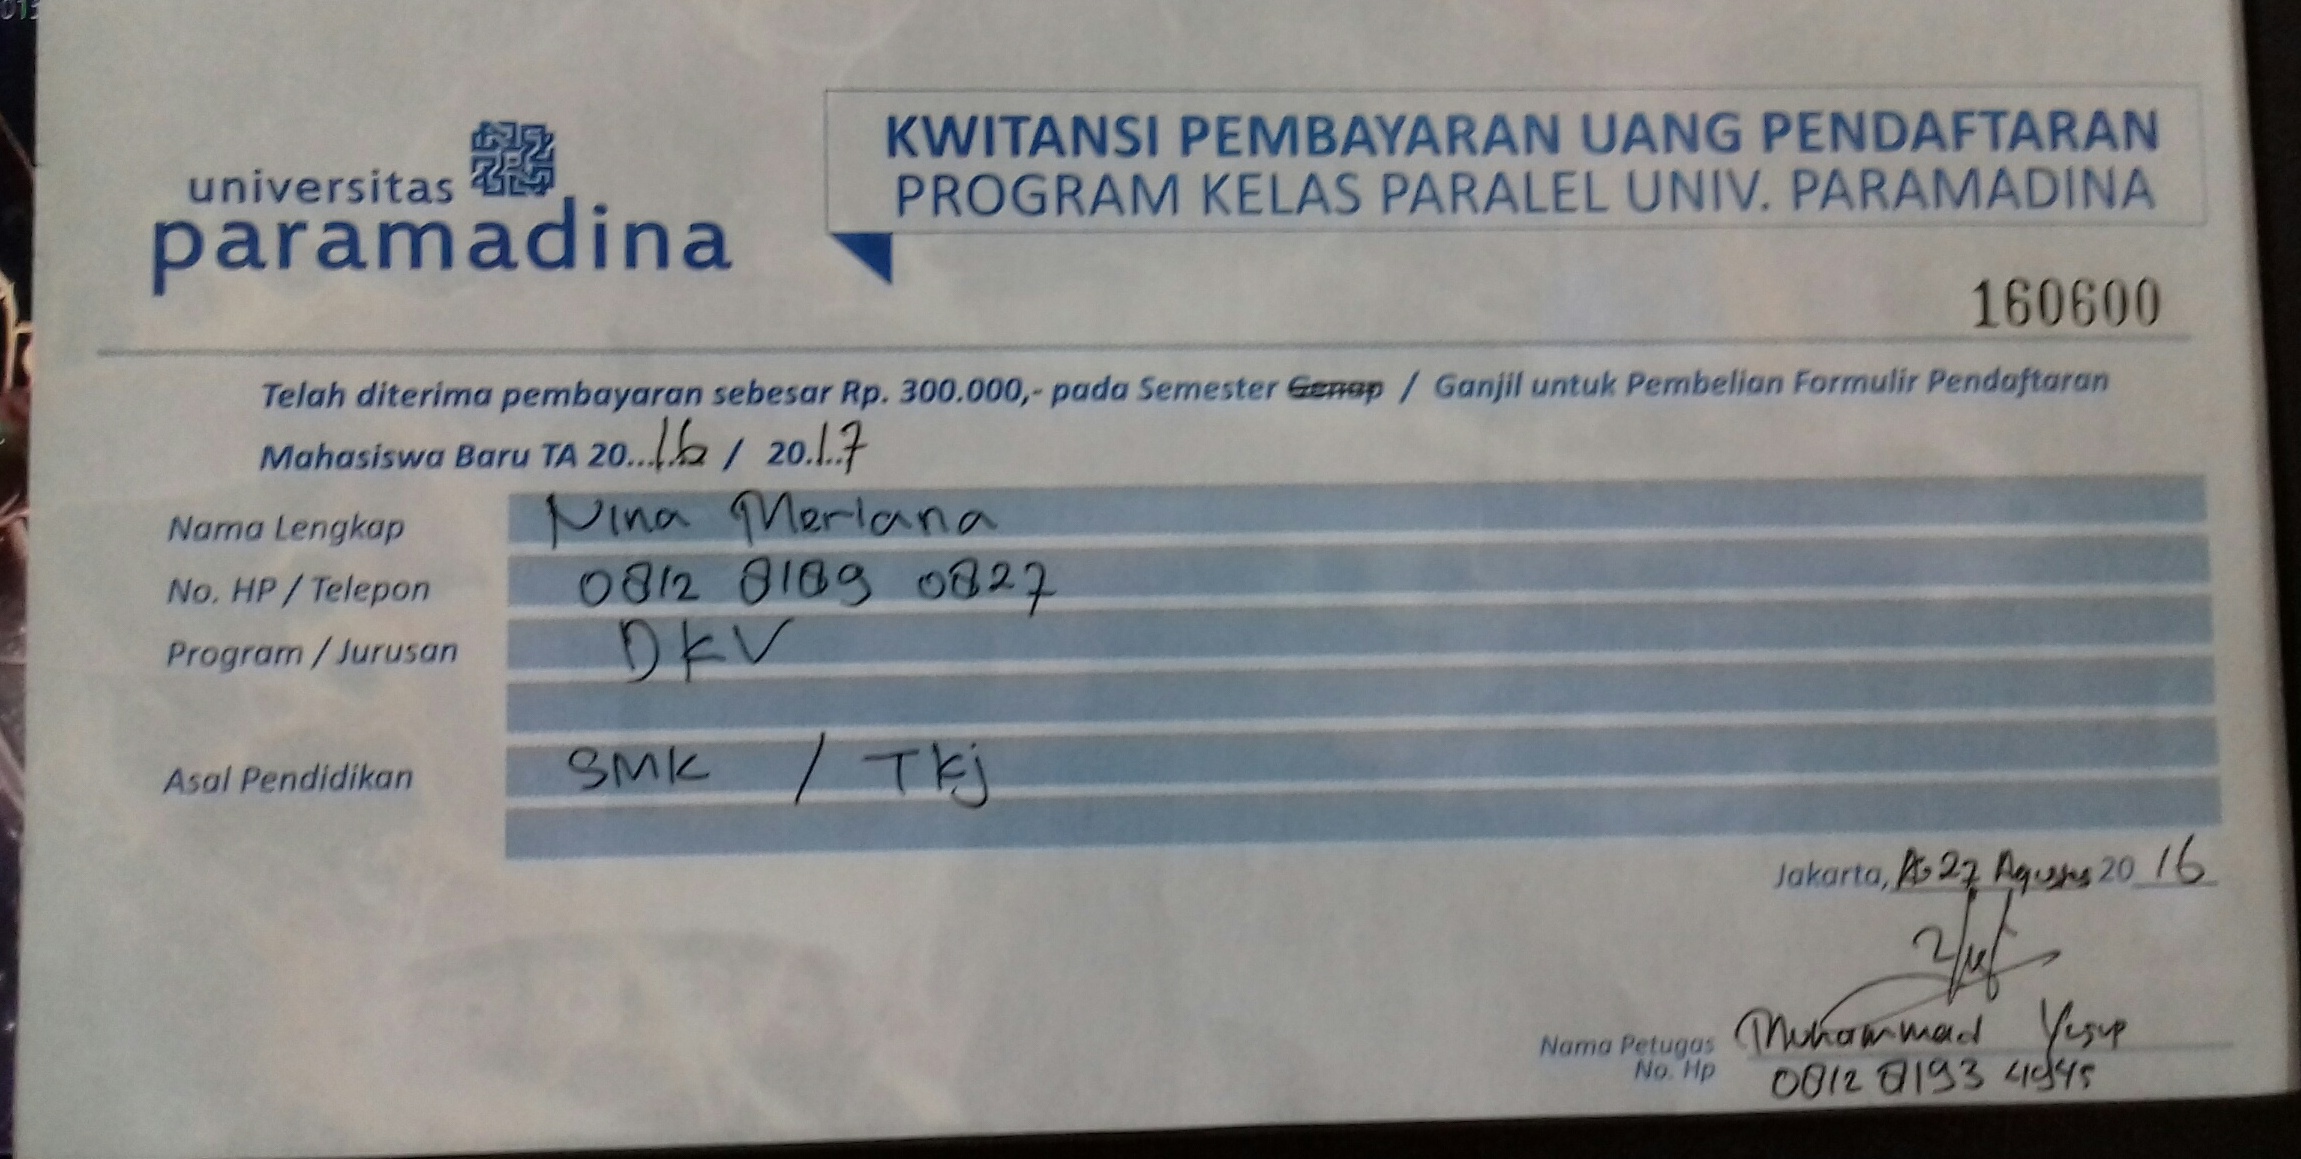 universitas
paramadina
KWITANSI PEMBAYARAN UANG PENDAFTARAN
PROGRAM KELAS PARALEL UNIV. PARAMADINA
160600
Telah diterima pembayaran sebesar Rp. 300.000,- pada Semester Genap / Ganjil untuk Pembelian Formulir Pendaftaran
Mahasiswa Baru TA 20...16 / 20.17
Nama Lengkap Nina Merlana
No. HP / Telepon 0812 8189 0827
Program / Jurusan DKV
Asal Pendidikan SMK / Tkj
Jakarta, 27 Agustus 20 16
Nama Petugas Muhammad Yusup
No. Hp 0812 8193 4945